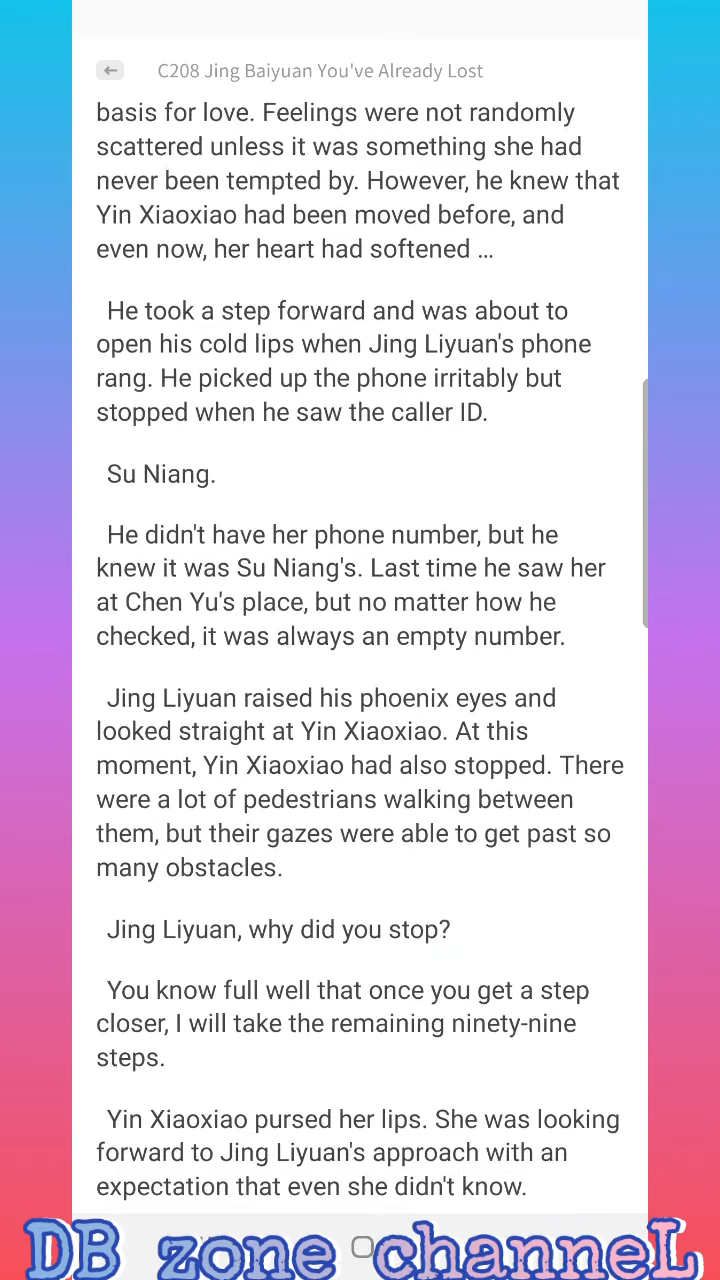 C208 Jing Baiyuan You've Already Lost
basis for love. Feelings were not randomly
scattered unless it was something she had
never been tempted by. However, he knew that
Yin Xiaoxiao had been moved before, and
even now, her heart had softened ...
He took a step forward and was about to
open his cold lips when Jing Liyuan's phone
rang. He picked up the phone irritably but
stopped when he saw the caller ID.
Su Niang.
He didn't have her phone number, but he
knew it was Su Niang's. Last time he saw her
at Chen Yu's place, but no matter how he
checked, it was always an empty number.
Jing Liyuan raised his phoenix eyes and
looked straight at Yin Xiaoxiao. At this
moment, Yin Xiaoxiao had also stopped. There
were a lot of pedestrians walking between
them, but their gazes were able to get past so
many obstacles.
Jing Liyuan, why did you stop?
You know full well that once you get a step
closer, I will take the remaining ninety-nine
steps.
Yin Xiaoxiao pursed her lips. She was looking
forward to Jing Liyuan's approach with an
expectation that even she didn't know.
DB zone channeL